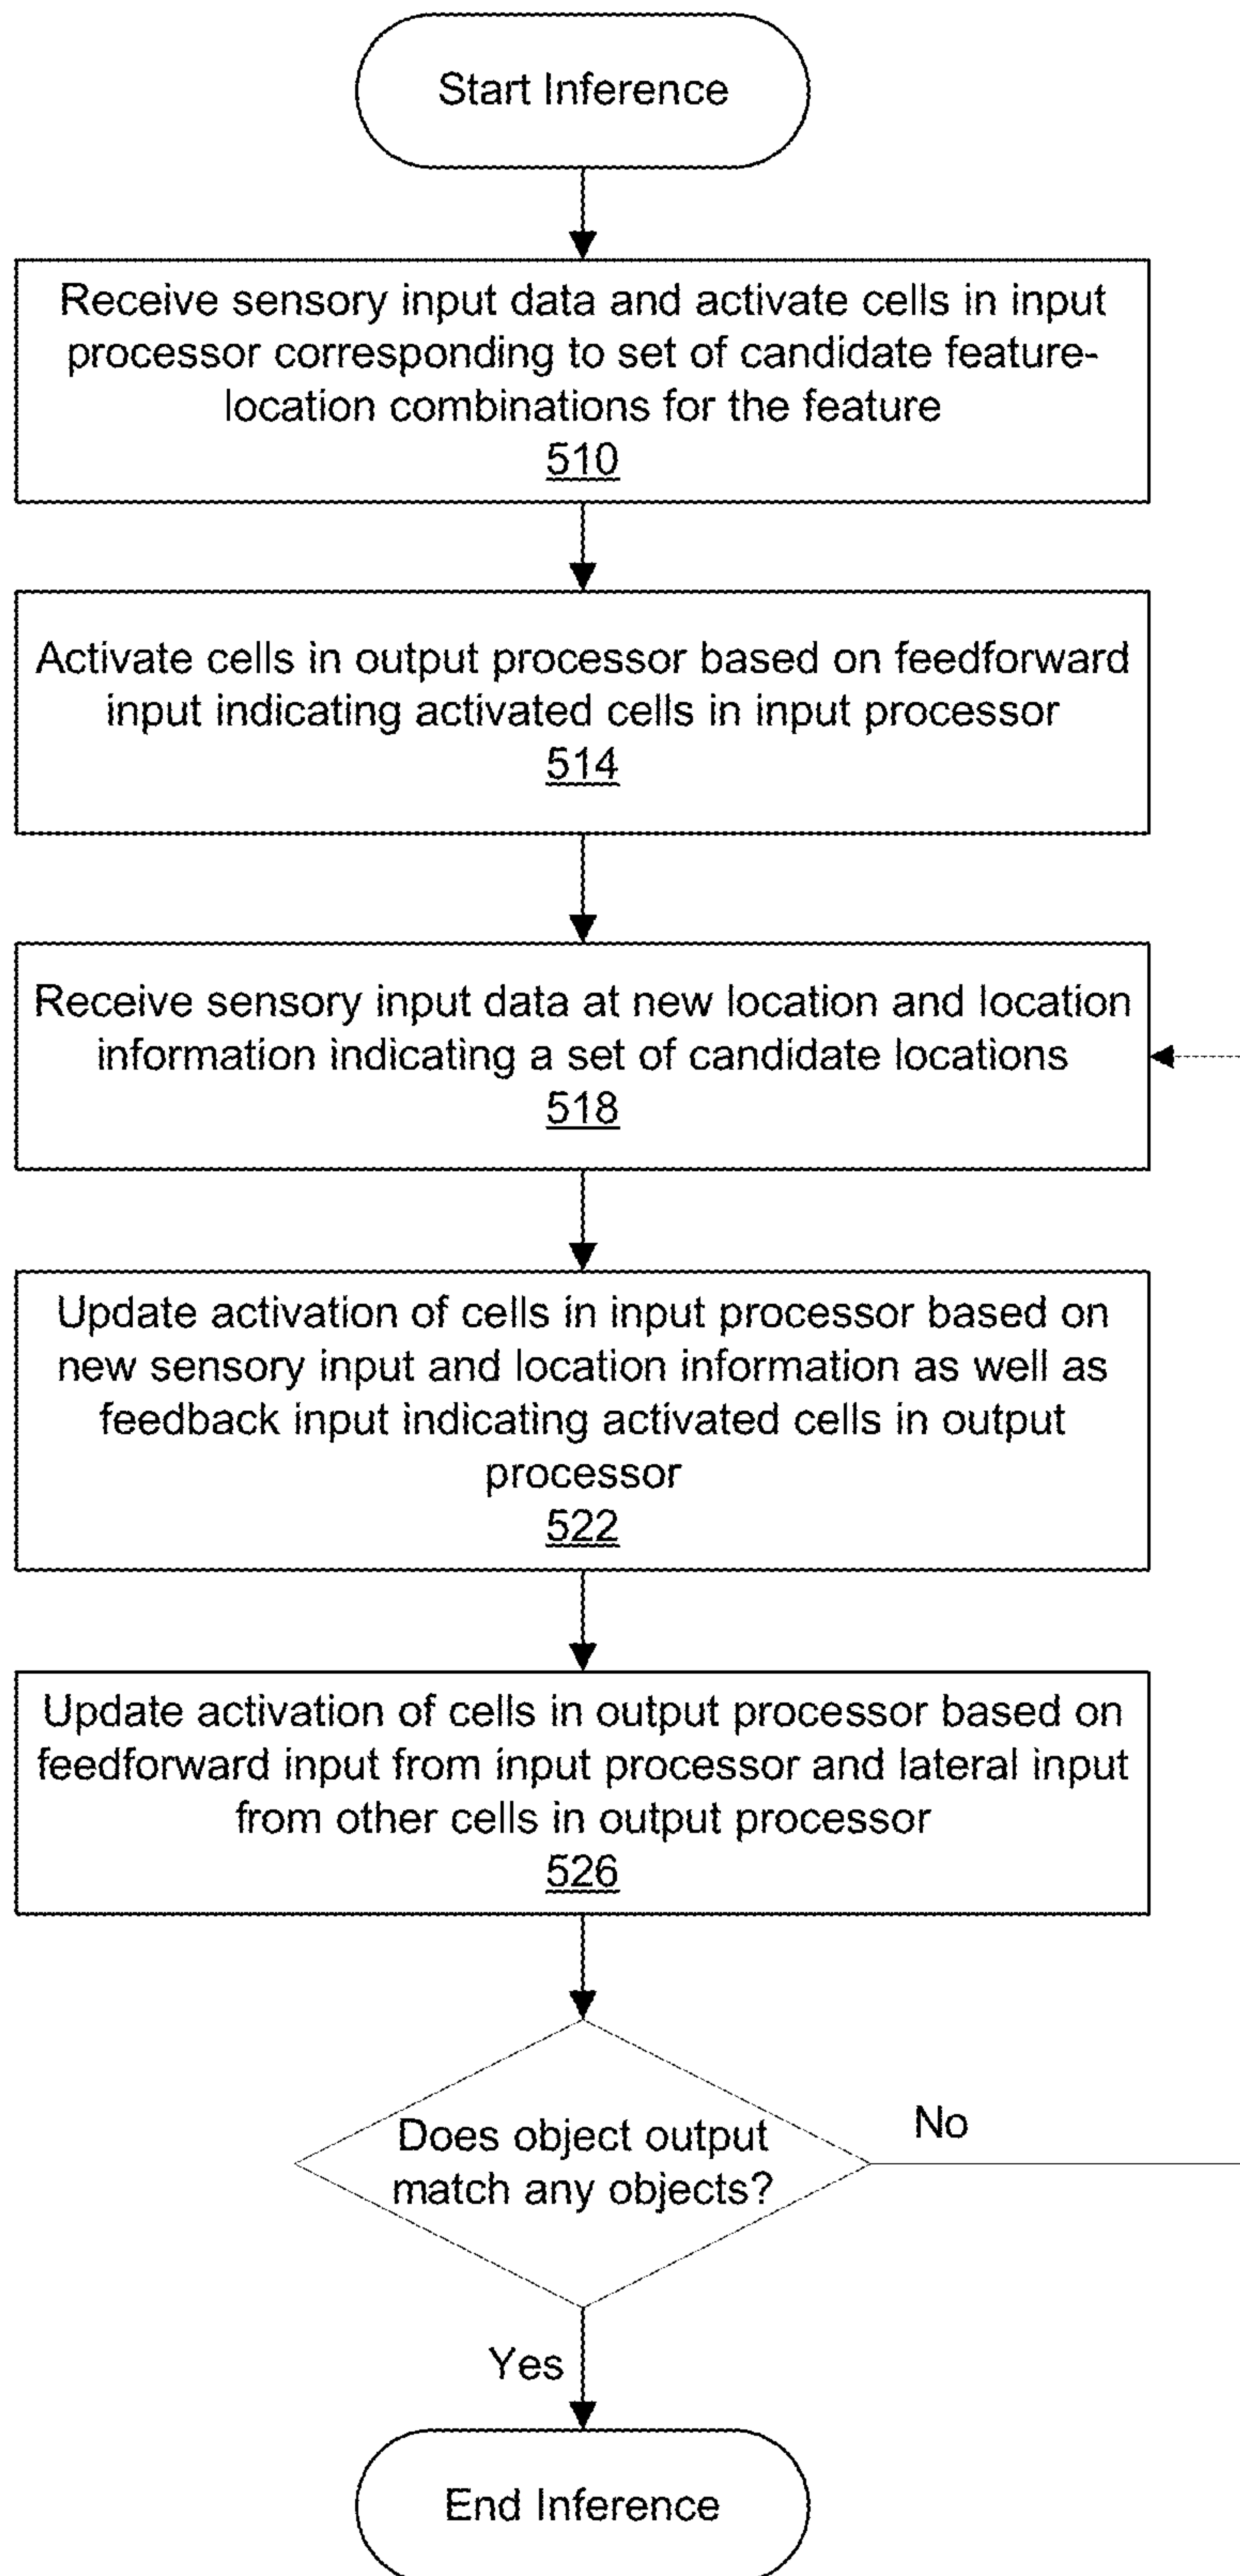 Start Inference
Receive sensory input data and activate cells in input
processor corresponding to set of candidate feature-
location combinations for the feature
510
Activate cells in output processor based on feedforward
input indicating activated cells in input processor
514
Receive sensory input data at new location and location
information indicating a set of candidate locations
518
Update activation of cells in input processor based on
new sensory input and location information as well as
feedback input indicating activated cells in output
processor
522
Update activation of cells in output processor based on
feedforward input from input processor and lateral input
from other cells in output processor
526
Does object output
match any objects?
No
Yes
End Inference